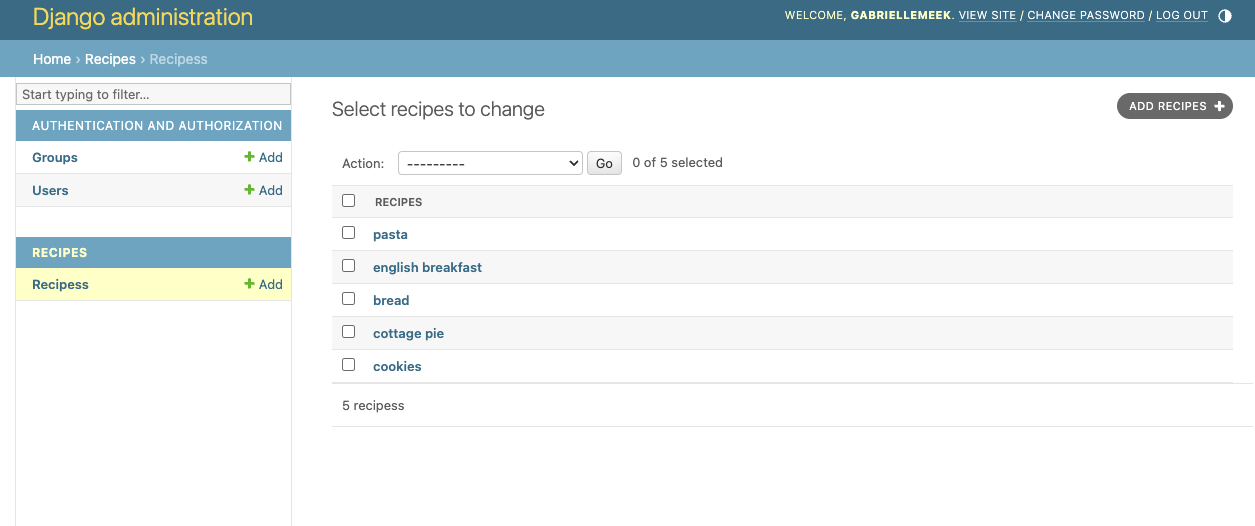 Django administration
WELCOME, GABRIELLEMEEK. VIEW SITE / CHANGE PASSWORD / LOG OUT
Home › Recipes › Recipess
Start typing to filter...
AUTHENTICATION AND AUTHORIZATION
Groups + Add
Users + Add
RECIPES
Recipess + Add
Select recipes to change
ADD RECIPES +
Action: --------- Go 0 of 5 selected
RECIPES
pasta
english breakfast
bread
cottage pie
cookies
5 recipess